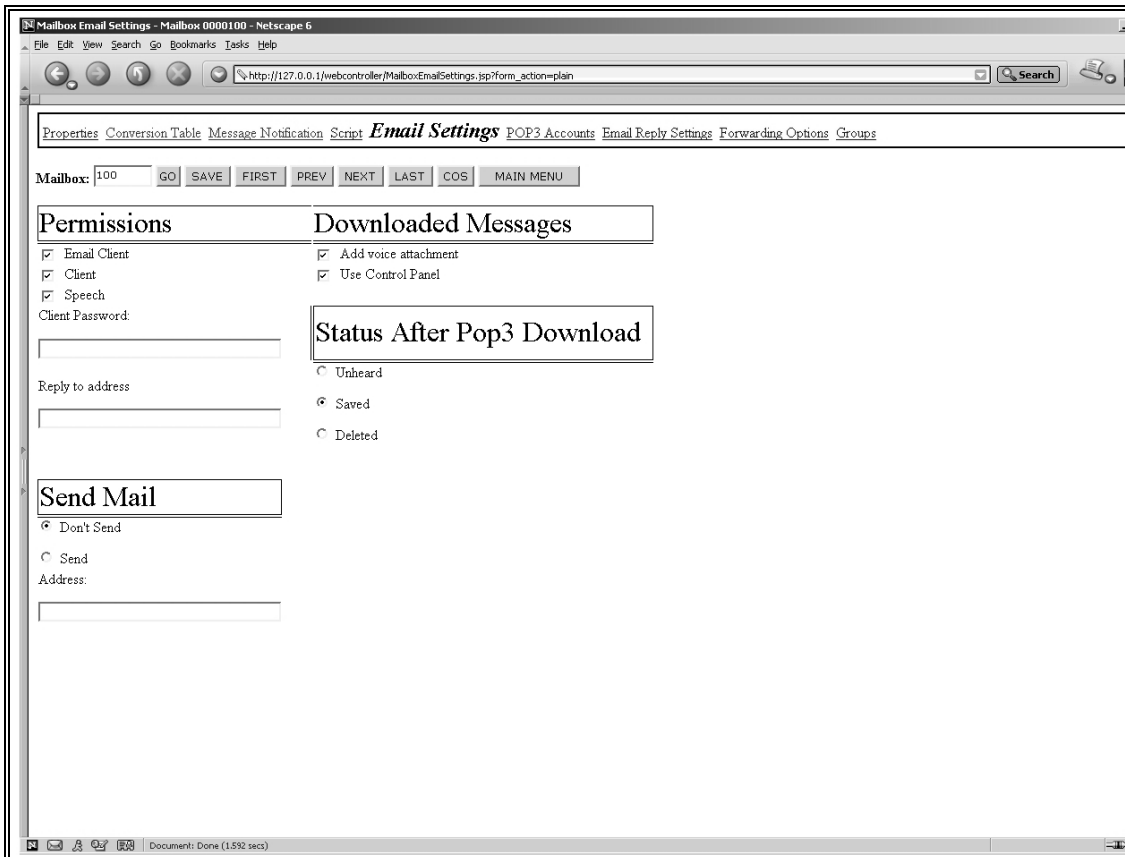 Mailbox Email Settings - Mailbox 0000100 - Netscape 6
File Edit View Search Go Bookmarks Tasks Help
http://127.0.0.1/webcontroller/MailboxEmailSettings.jsp?form_action=plain Search
Properties Conversion Table Message Notification Script Email Settings POP3 Accounts Email Reply Settings Forwarding Options Groups
Mailbox: 100 GO SAVE FIRST PREV NEXT LAST COS MAIN MENU
Permissions
Email Client
Client
Speech
Client Password:
Reply to address
Downloaded Messages
Add voice attachment
Use Control Panel
Status After Pop3 Download
Unheard
Saved
Deleted
Send Mail
Don't Send
Send
Address:
Document: Done (1.592 secs)